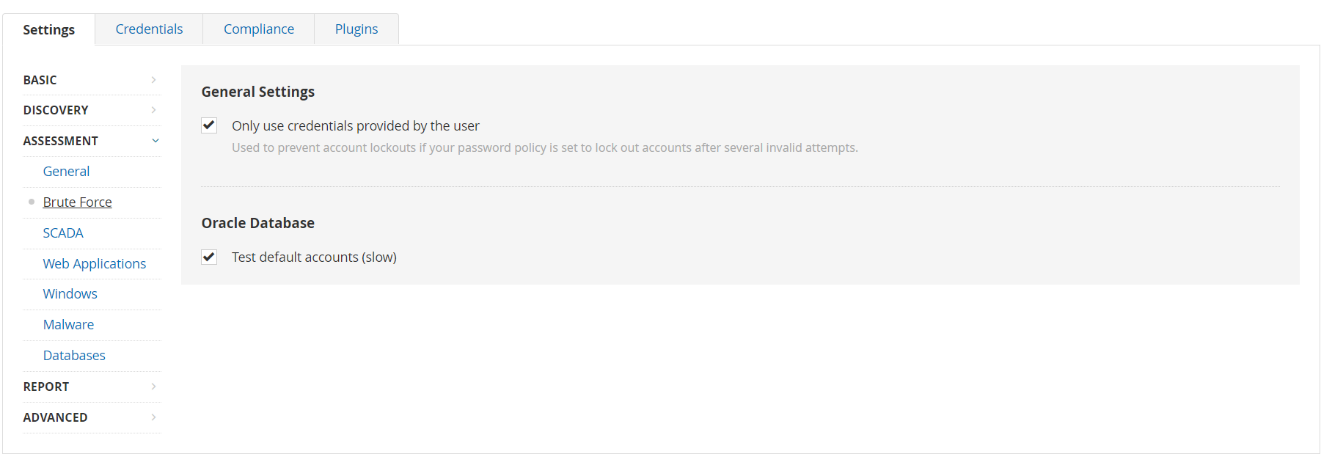 Settings
Credentials
Compliance
Plugins
BASIC
DISCOVERY
ASSESSMENT
General
Brute Force
SCADA
Web Applications
Windows
Malware
Databases
REPORT
ADVANCED
General Settings
Only use credentials provided by the user
Used to prevent account lockouts if your password policy is set to lock out accounts after several invalid attempts.
Oracle Database
Test default accounts (slow)